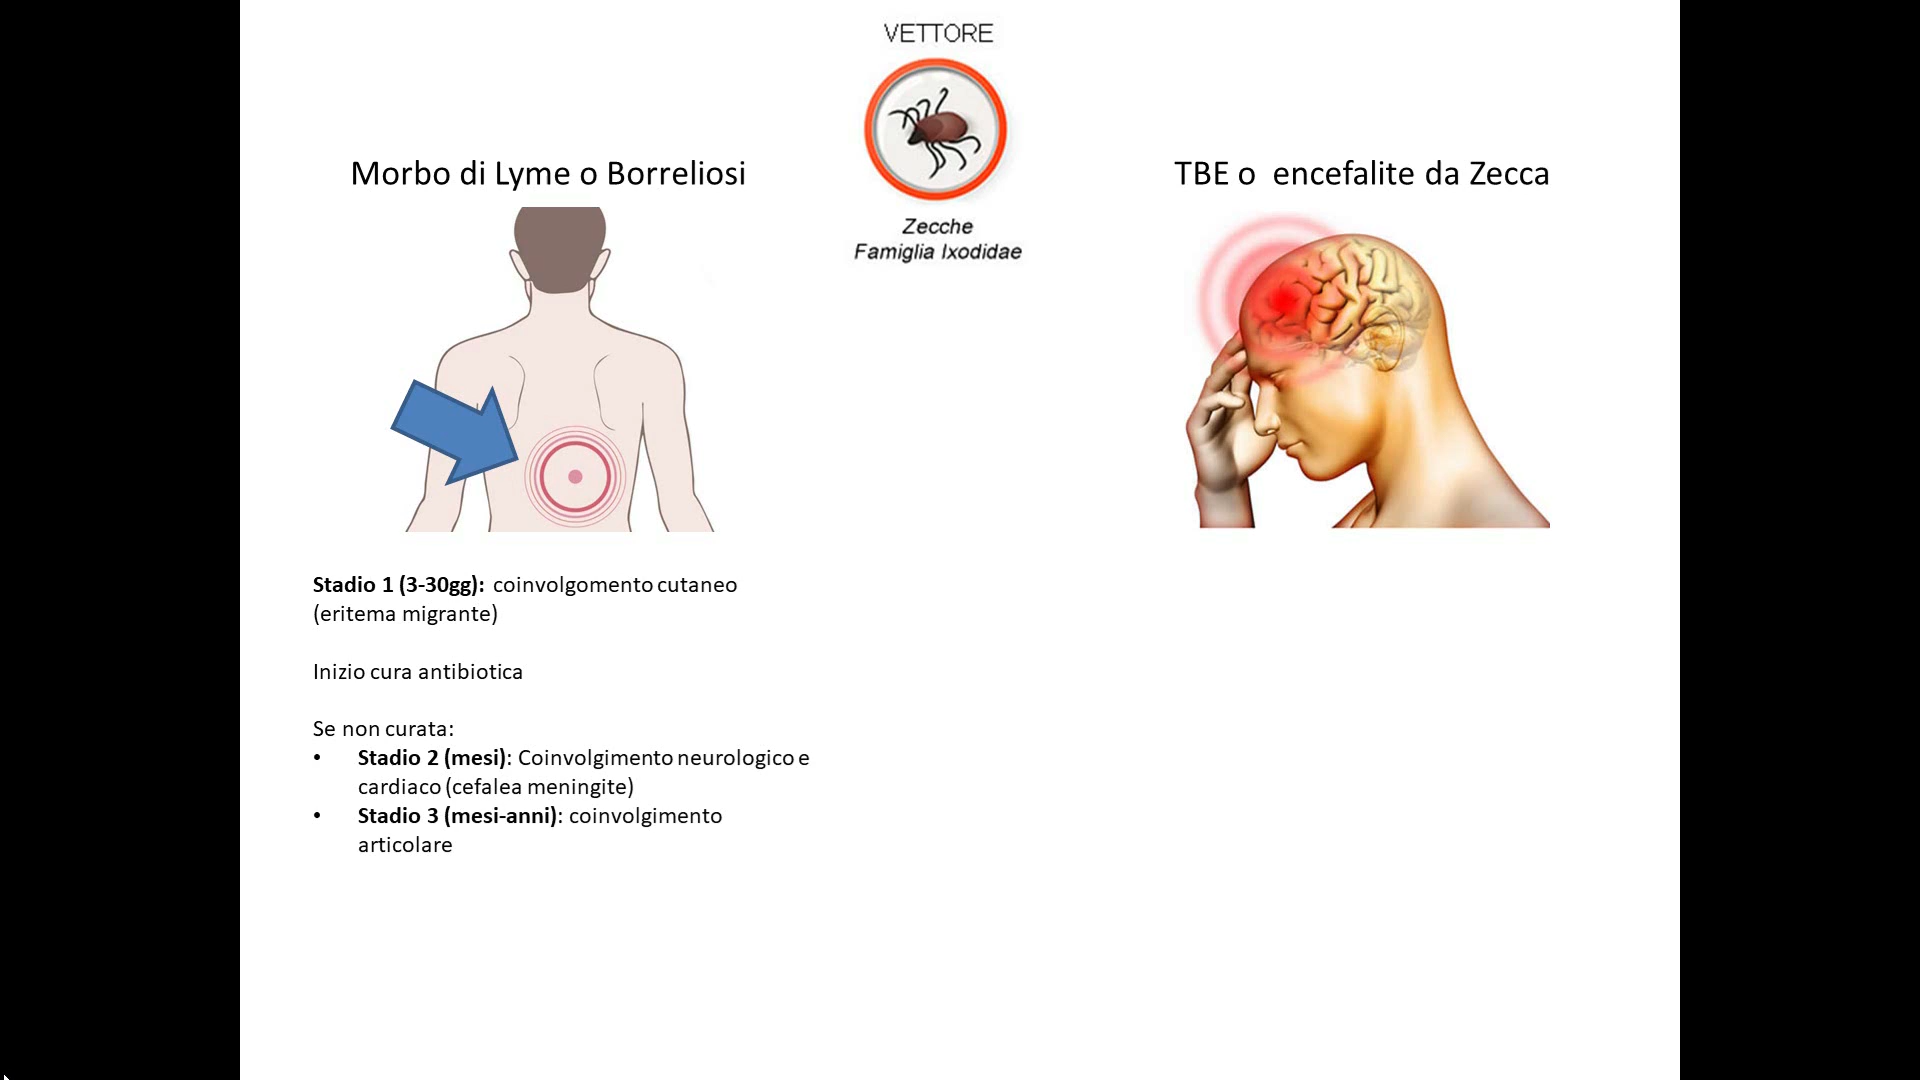 VETTORE
Zecche
Famiglia Ixodidae
Morbo di Lyme o Borreliosi
TBE o  encefalite da Zecca
Stadio 1 (3-30gg): coinvolgomento cutaneo
(eritema migrante)
Inizio cura antibiotica
Se non curata:
• Stadio 2 (mesi): Coinvolgimento neurologico e
cardiaco (cefalea meningite)
• Stadio 3 (mesi-anni): coinvolgimento
articolare